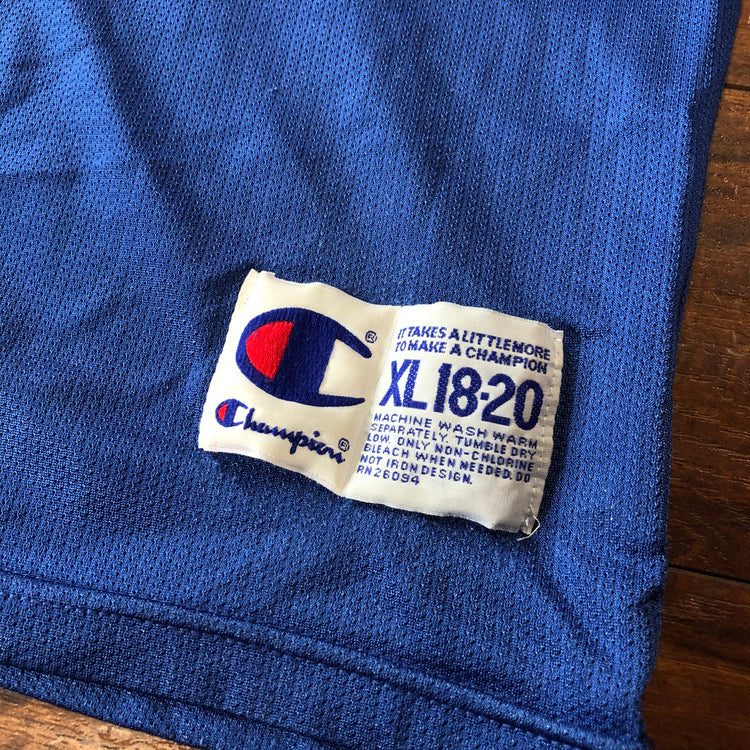 C®
Champion®
IT TAKES A LITTLE MORE
TO MAKE A CHAMPION
XL 18-20
MACHINE WASH WARM
SEPARATELY. TUMBLE DRY
LOW. ONLY NON-CHLORINE
BLEACH WHEN NEEDED. DO
NOT IRON DESIGN.
RN 26094